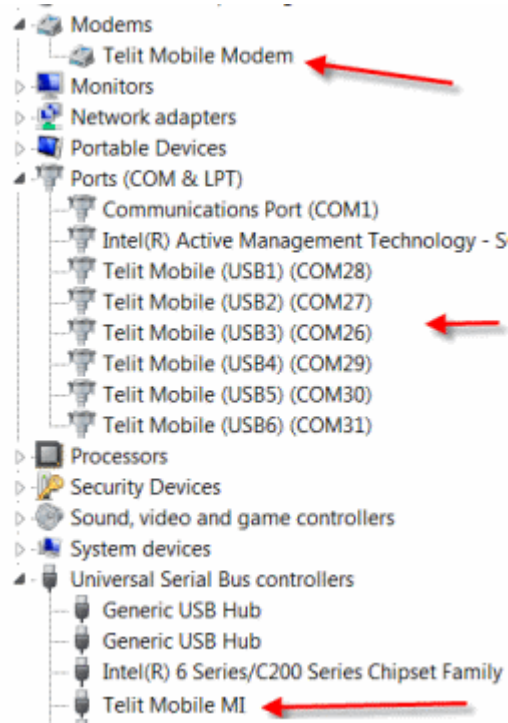 Modems
Telit Mobile Modem
Monitors
Network adapters
Portable Devices
Ports (COM & LPT)
Communications Port (COM1)
Intel(R) Active Management Technology - S
Telit Mobile (USB1) (COM28)
Telit Mobile (USB2) (COM27)
Telit Mobile (USB3) (COM26)
Telit Mobile (USB4) (COM29)
Telit Mobile (USB5) (COM30)
Telit Mobile (USB6) (COM31)
Processors
Security Devices
Sound, video and game controllers
System devices
Universal Serial Bus controllers
Generic USB Hub
Generic USB Hub
Intel(R) 6 Series/C200 Series Chipset Family
Telit Mobile MI